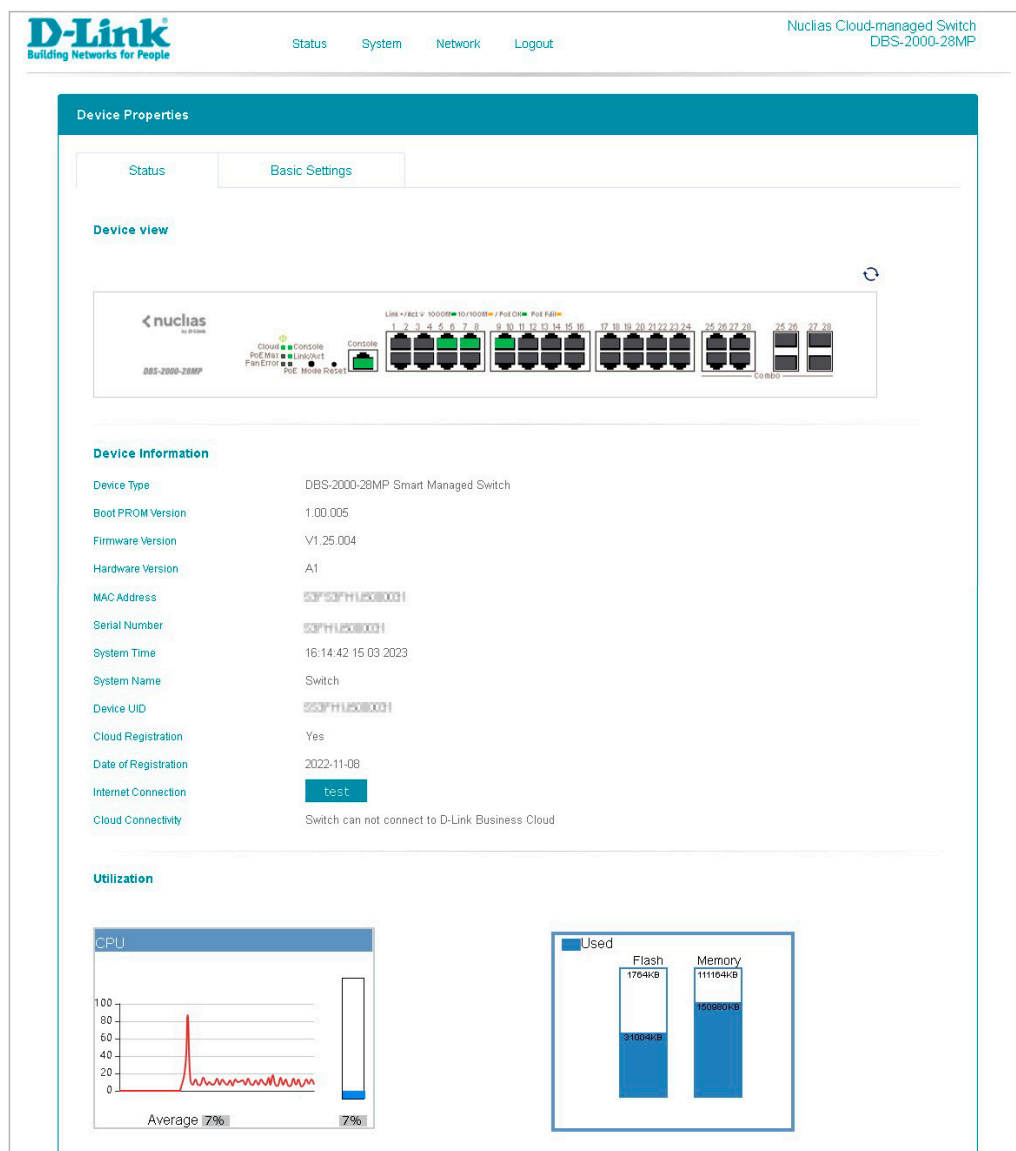 D-Link
Building Networks for People
Status System Network Logout
Nuclias Cloud-managed Switch
DBS-2000-28MP
Device Properties
Status Basic Settings
Device view
nuclias
by D-Link
DBS-2000-28MP
Cloud Console
PoE Max Link/Act
Fan Error
PoE Mode Reset
Console
1000M 10/100M
1 2 3 4 5 6 7 8 9 10 11 12 13 14 15 16 17 18 19 20 21 22 23 24 25 26 27 28 25 26 27 28
Combo
Device Information
Device Type DBS-2000-28MP Smart Managed Switch
Boot PROM Version 1.00.005
Firmware Version V1.25.004
Hardware Version A1
MAC Address
Serial Number
System Time 16:14:42 15 03 2023
System Name Switch
Device UID
Cloud Registration Yes
Date of Registration 2022-11-08
Internet Connection test
Cloud Connectivity Switch can not connect to D-Link Business Cloud
Utilization
CPU
100
80
60
40
20
0
Average 7% 7%
Used
Flash Memory
1764KB 111164KB
31004KB 150980KB